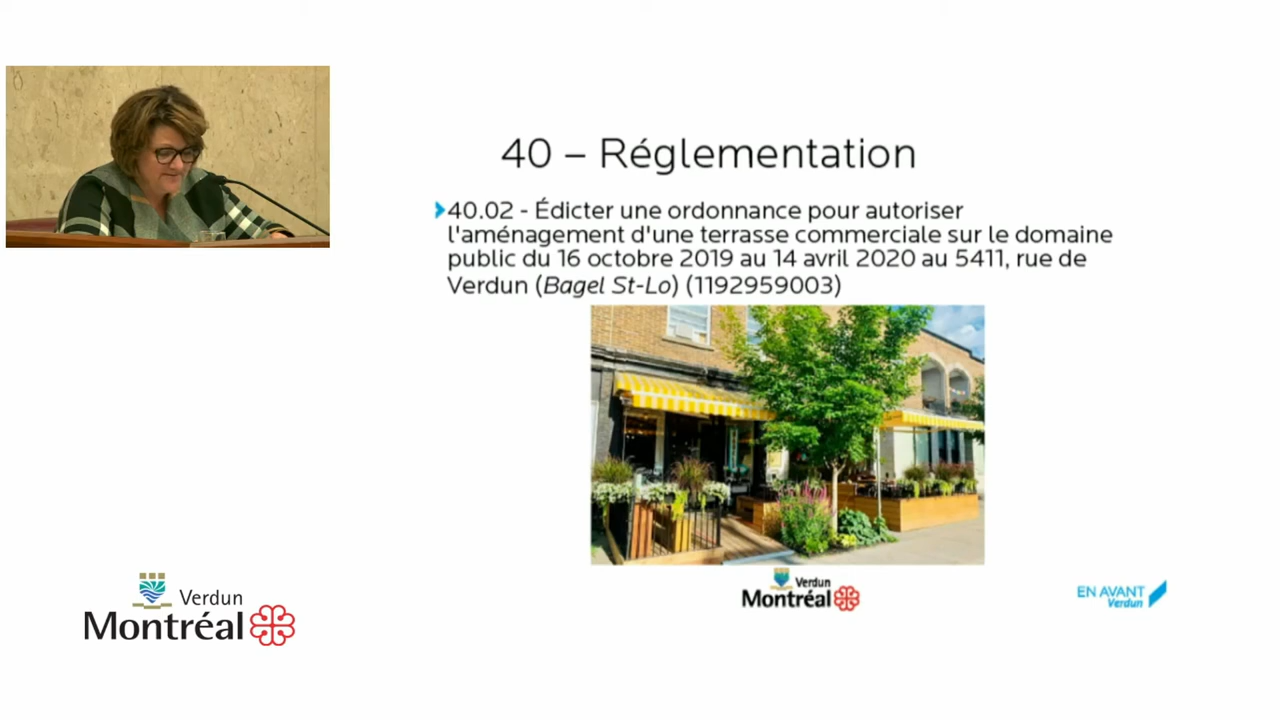 40 – Réglementation
40.02 - Édicter une ordonnance pour autoriser
l'aménagement d'une terrasse commerciale sur le domaine
public du 16 octobre 2019 au 14 avril 2020 au 5411, rue de
Verdun (Bagel St-Lo) (1192959003)
Verdun
Montréal
EN AVANT
Verdun
Verdun
Montréal